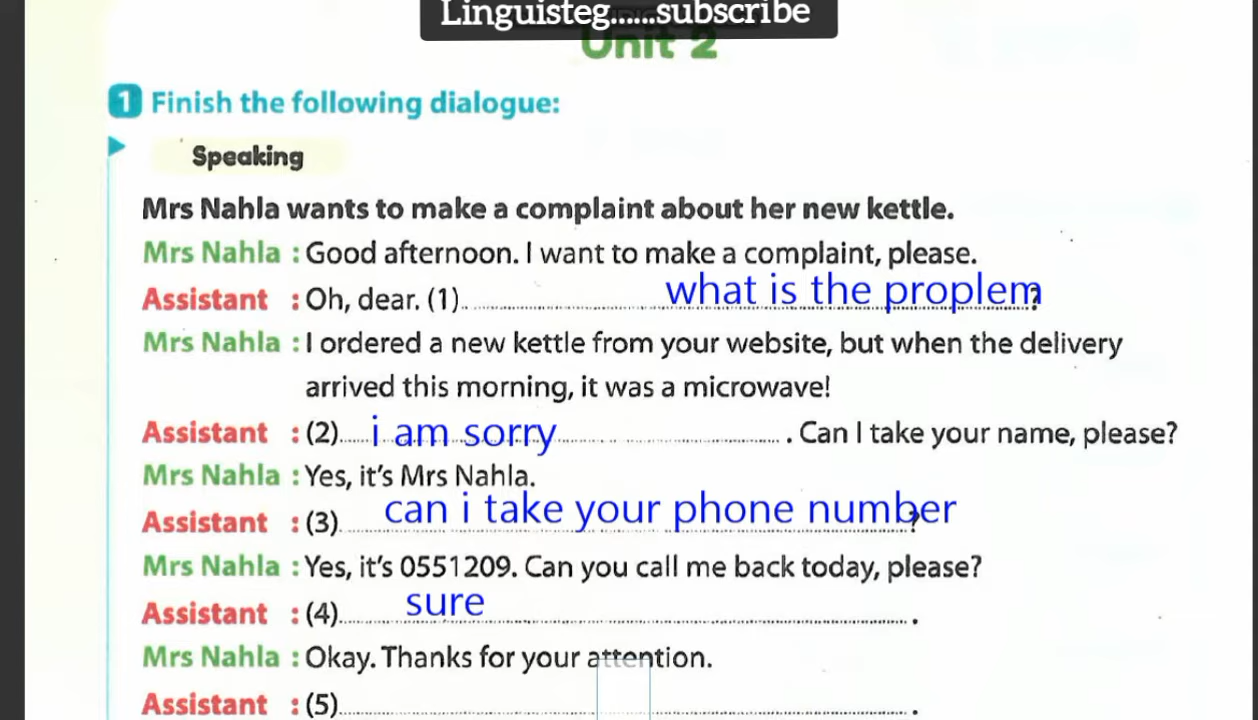 Linguisteg......subscribe
Unit 2
1 Finish the following dialogue:
Speaking
Mrs Nahla wants to make a complaint about her new kettle.
Mrs Nahla : Good afternoon. I want to make a complaint, please.
Assistant : Oh, dear. (1) what is the proplem ?
Mrs Nahla : I ordered a new kettle from your website, but when the delivery
arrived this morning, it was a microwave!
Assistant : (2) i am sorry . Can I take your name, please?
Mrs Nahla : Yes, it's Mrs Nahla.
Assistant : (3) can i take your phone number ?
Mrs Nahla : Yes, it's 0551209. Can you call me back today, please?
Assistant : (4) sure .
Mrs Nahla : Okay. Thanks for your attention.
Assistant : (5) .